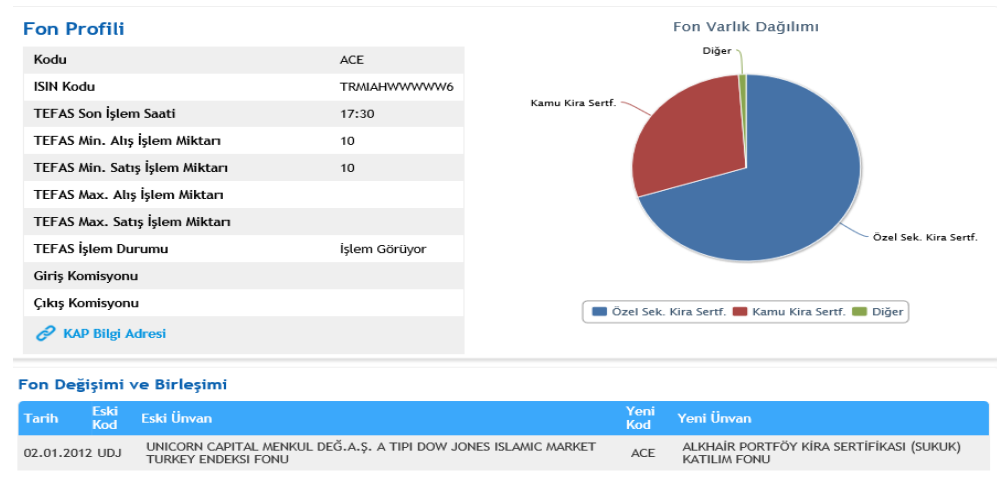 Fon Profili
Kodu ACE
ISIN Kodu TRMIAHWWWWW6
TEFAS Son İşlem Saati 17:30
TEFAS Min. Alış İşlem Miktarı 10
TEFAS Min. Satış İşlem Miktarı 10
TEFAS Max. Alış İşlem Miktarı
TEFAS Max. Satış İşlem Miktarı
TEFAS İşlem Durumu İşlem Görüyor
Giriş Komisyonu
Çıkış Komisyonu
KAP Bilgi Adresi
Fon Varlık Dağılımı
Diğer
Kamu Kira Sertf.
Özel Sek. Kira Sertf.
Özel Sek. Kira Sertf. Kamu Kira Sertf. Diğer
Fon Değişimi ve Birleşimi
Tarih Eski Kod Eski Ünvan Yeni Kod Yeni Ünvan
02.01.2012 UDJ UNICORN CAPITAL MENKUL DEĞ.A.Ş. A TIPI DOW JONES ISLAMIC MARKET ACE ALKHAİR PORTFÖY KİRA SERTİFİKASI (SUKUK)
TURKEY ENDEKSI FONU KATILIM FONU